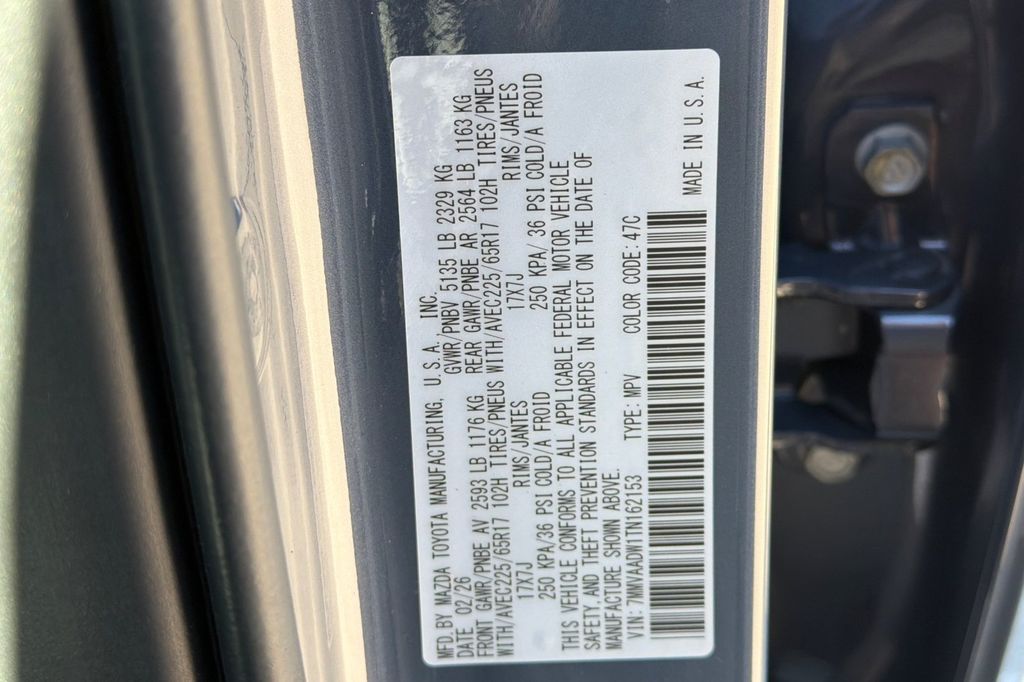 MFD.BY MAZDA TOYOTA MANUFACTURING, U.S.A. INC.
DATE 02/26 GVWR/PNBV 5135 LB 2329 KG
FRONT GAWR/PNBE AV 2593 LB 1176 KG REAR GAWR/PNBE AR 2564 LB 1163 KG
WITH/AVEC225/65R17 102H TIRES/PNEUS WITH/AVEC225/65R17 102H TIRES/PNEUS
17X7J RIMS/JANTES 17X7J RIMS/JANTES
250 KPA/36 PSI COLD/A FROID 250 KPA/ 36 PSI COLD/A FROID
THIS VEHICLE CONFORMS TO ALL APPLICABLE FEDERAL MOTOR VEHICLE
SAFETY AND THEFT PREVENTION STANDARDS IN EFFECT ON THE DATE OF
MANUFACTURE SHOWN ABOVE.
VIN: 7MMVAADW1TN162153 TYPE: MPV COLOR CODE: 47C
MADE IN U.S.A.